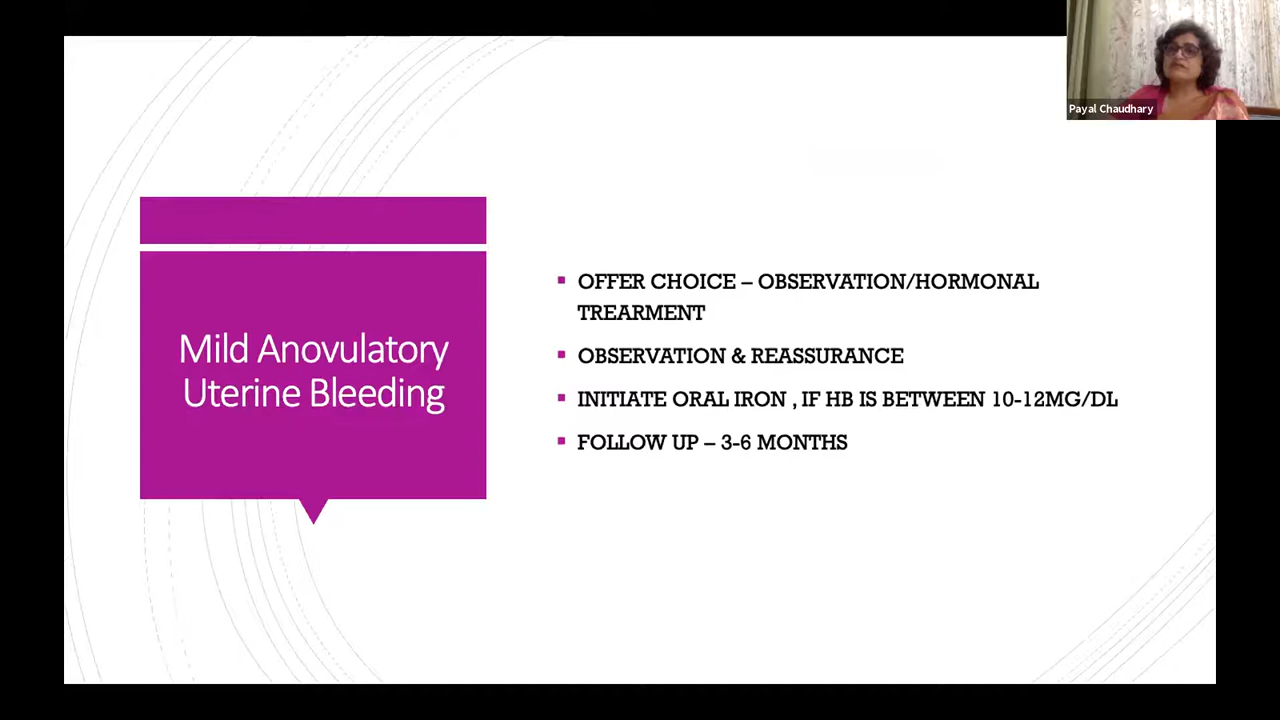 Payal Chaudhary
Mild Anovulatory
Uterine Bleeding
▪ OFFER CHOICE – OBSERVATION/HORMONAL
TREARMENT
▪ OBSERVATION & REASSURANCE
▪ INITIATE ORAL IRON , IF HB IS BETWEEN 10-12MG/DL
▪ FOLLOW UP – 3-6 MONTHS